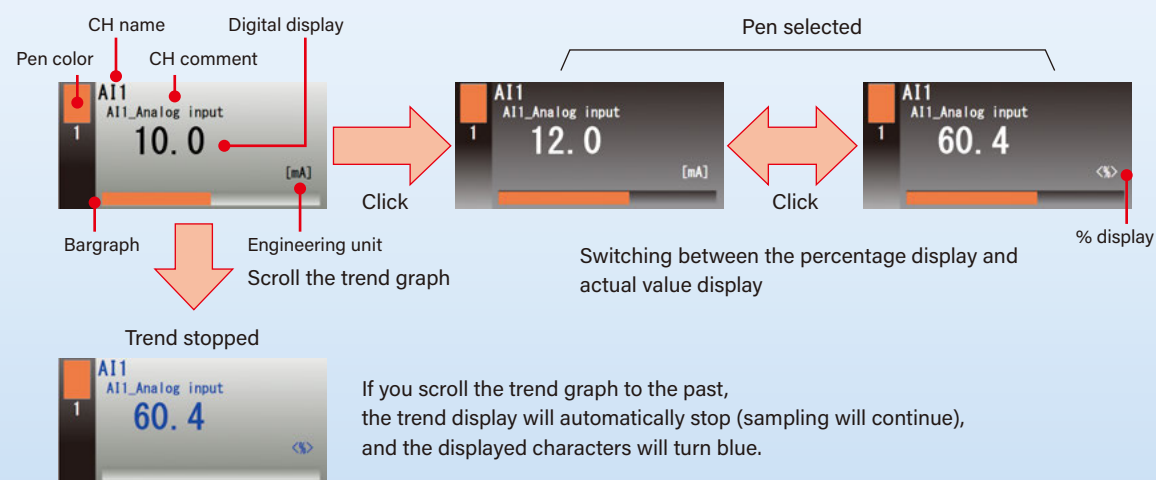 CH name
Digital display
Pen selected
Pen color
CH comment
AI1
AI1_Analog input
1
10.0
[mA]
AI1
AI1_Analog input
1
12.0
[mA]
AI1
AI1_Analog input
1
60.4
<%>
Click
Click
Bargraph
Engineering unit
% display
Scroll the trend graph
Switching between the percentage display and
actual value display
Trend stopped
AI1
AI1_Analog input
1
60.4
<%>
If you scroll the trend graph to the past,
the trend display will automatically stop (sampling will continue),
and the displayed characters will turn blue.